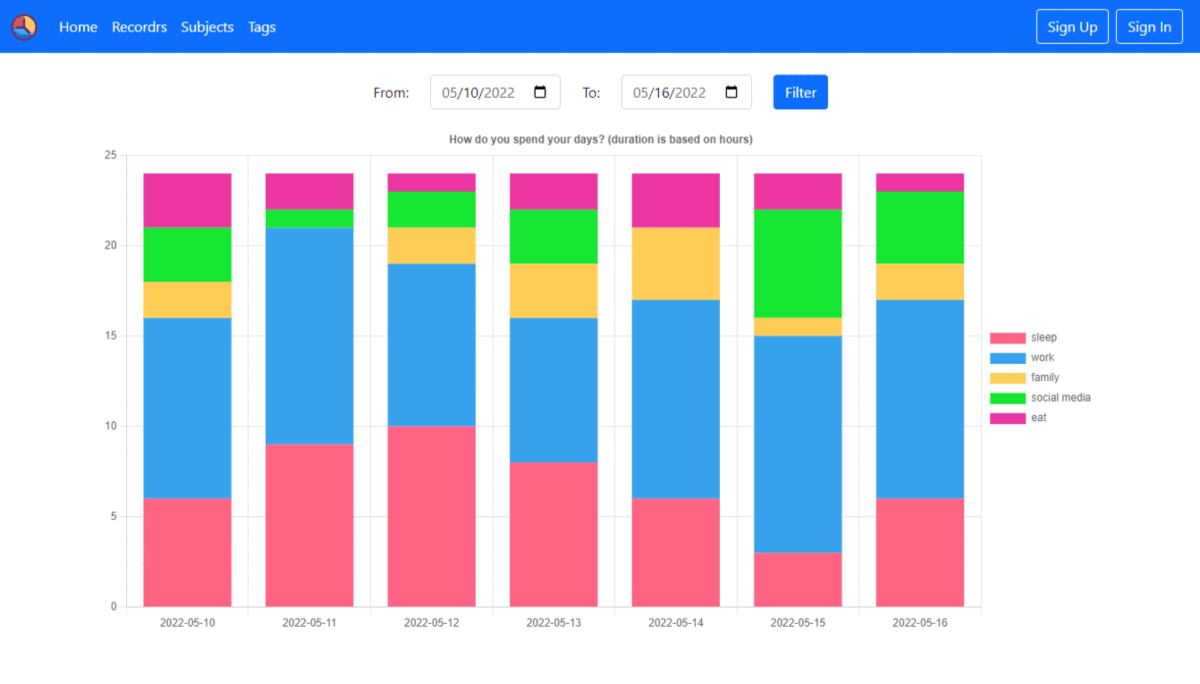 Home Recordrs Subjects Tags Sign Up Sign In
From: 05/10/2022 To: 05/16/2022 Filter
How do you spend your days? (duration is based on hours)
25
20
15
10
5
0
2022-05-10 2022-05-11 2022-05-12 2022-05-13 2022-05-14 2022-05-15 2022-05-16
sleep
work
family
social media
eat